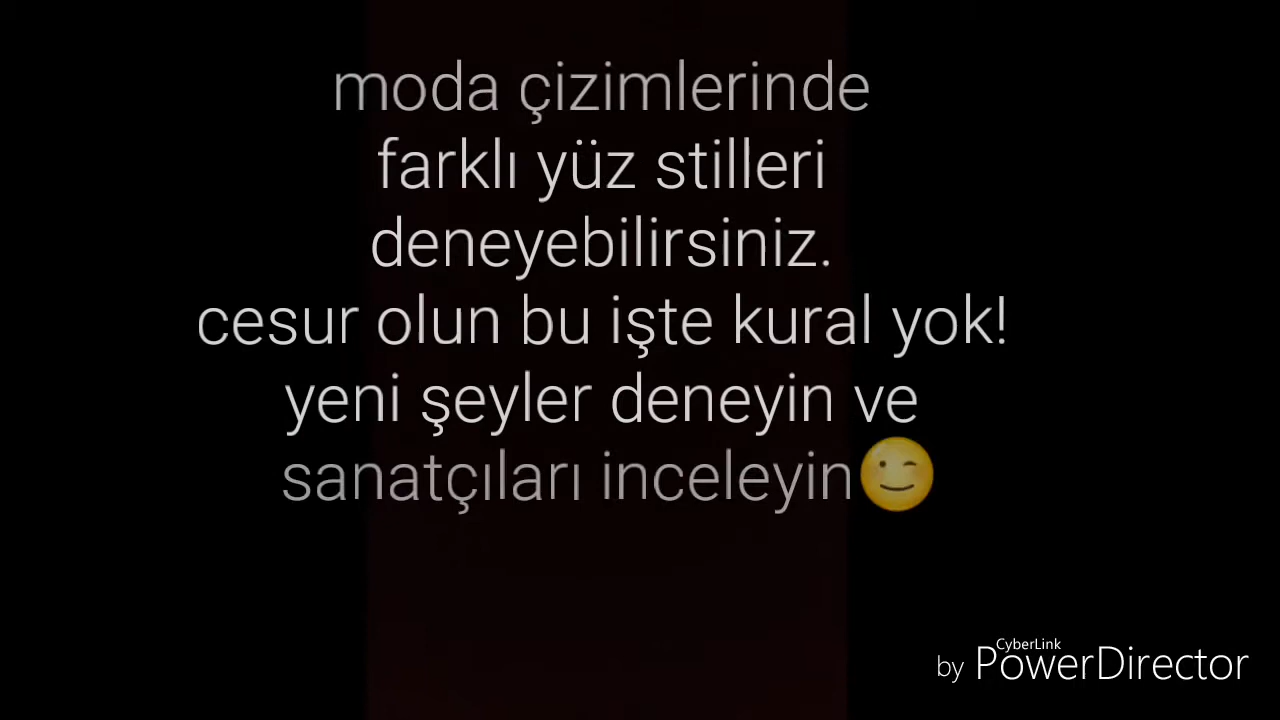 moda çizimlerinde
farklı yüz stilleri
deneyebilirsiniz.
cesur olun bu işte kural yok!
yeni şeyler deneyin ve
sanatçıları inceleyin😉
CyberLink
by PowerDirector